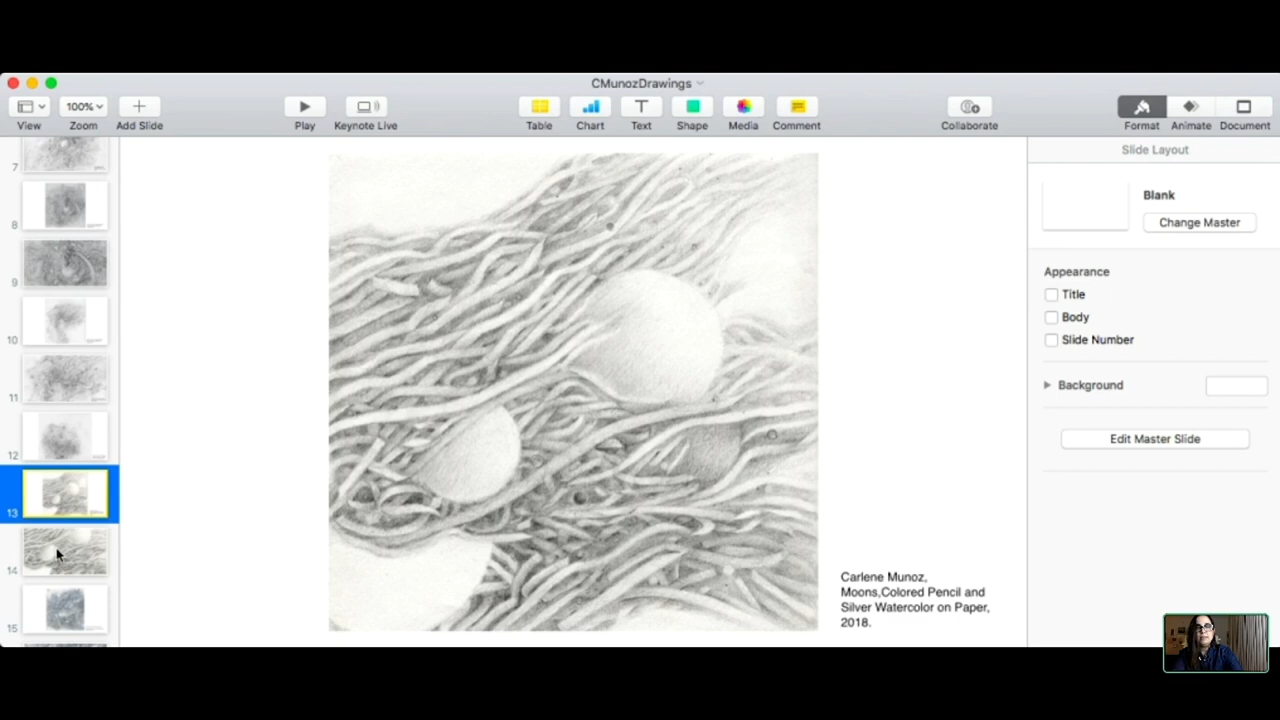 CMunozDrawings
View
100%
Zoom
Add Slide
Play
Keynote Live
Table
Chart
Text
Shape
Media
Comment
Collaborate
Format
Animate
Document
7
8
9
10
11
12
13
14
15
Carlene Munoz,
Moons,Colored Pencil and
Silver Watercolor on Paper,
2018.
Slide Layout
Blank
Change Master
Appearance
Title
Body
Slide Number
Background
Edit Master Slide